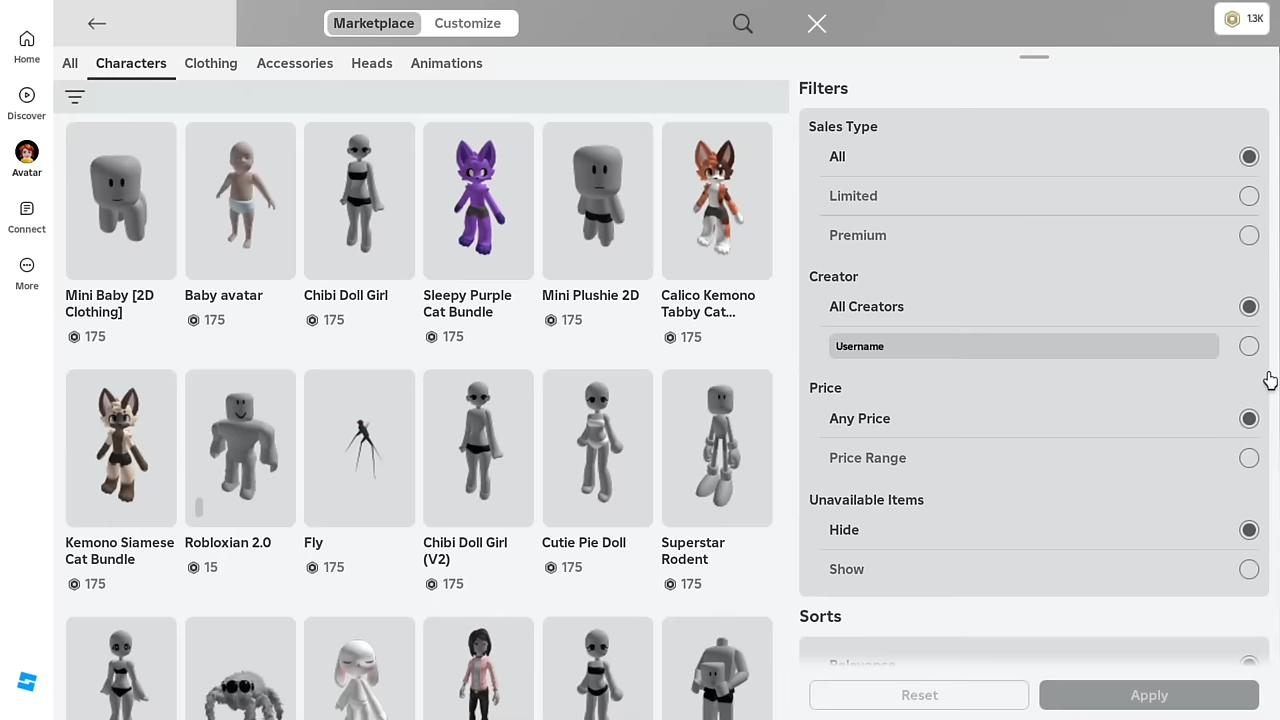 Marketplace
Customize
1.3K
Home
Discover
Avatar
Connect
More
All
Characters
Clothing
Accessories
Heads
Animations
Mini Baby [2D
Clothing]
175
Baby avatar
175
Chibi Doll Girl
175
Sleepy Purple
Cat Bundle
175
Mini Plushie 2D
175
Calico Kemono
Tabby Cat...
175
Kemono Siamese
Cat Bundle
175
Robloxian 2.0
15
Fly
175
Chibi Doll Girl
(V2)
175
Cutie Pie Doll
175
Superstar
Rodent
175
Filters
Sales Type
All
Limited
Premium
Creator
All Creators
Username
Price
Any Price
Price Range
Unavailable Items
Hide
Show
Sorts
Relevance
Reset
Apply